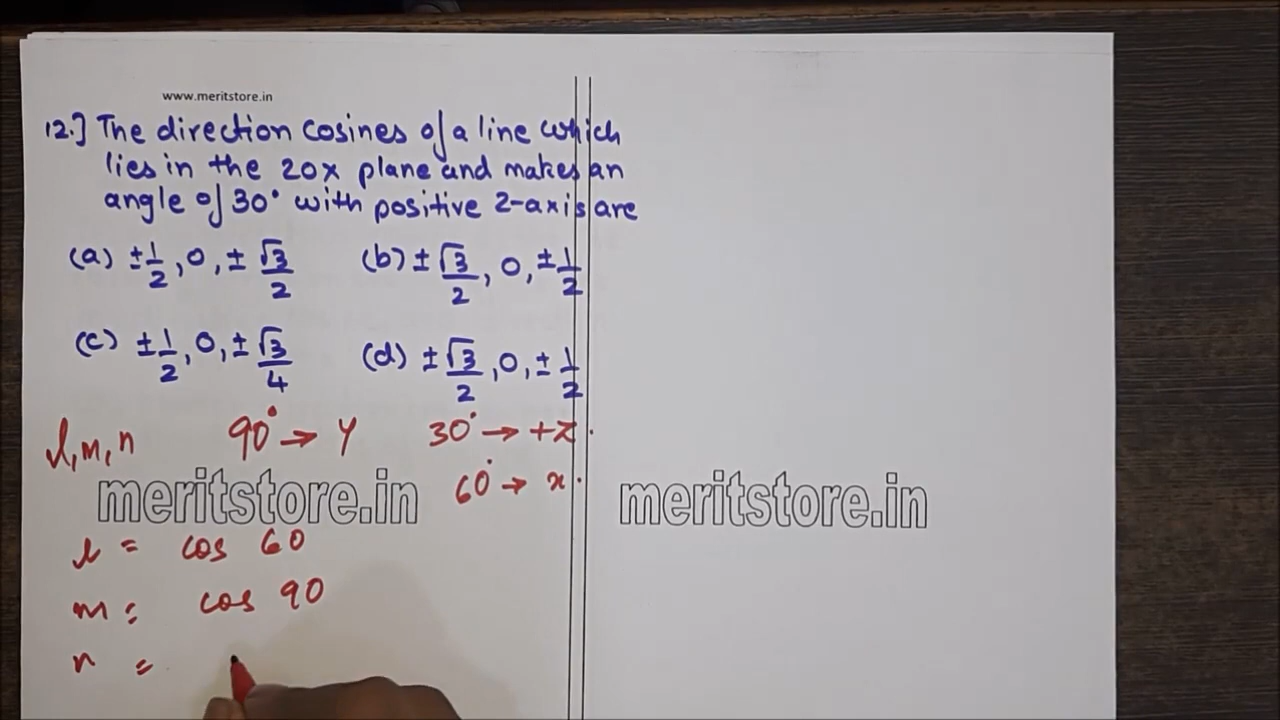 www.meritstore.in
12.] The direction cosines of a line which
lies in the zox plane and makes an
angle of 30° with positive z-axis are
(a) ±1/2, 0, ± √3/2 (b) ± √3/2, 0, ± 1/2
(c) ±1/2, 0, ± √3/4 (d) ± √3/2, 0, ± 1/2
l, m, n 90° → y 30° → +z.
60° → x.
meritstore.in meritstore.in
l = cos 60
m = cos 90
n =